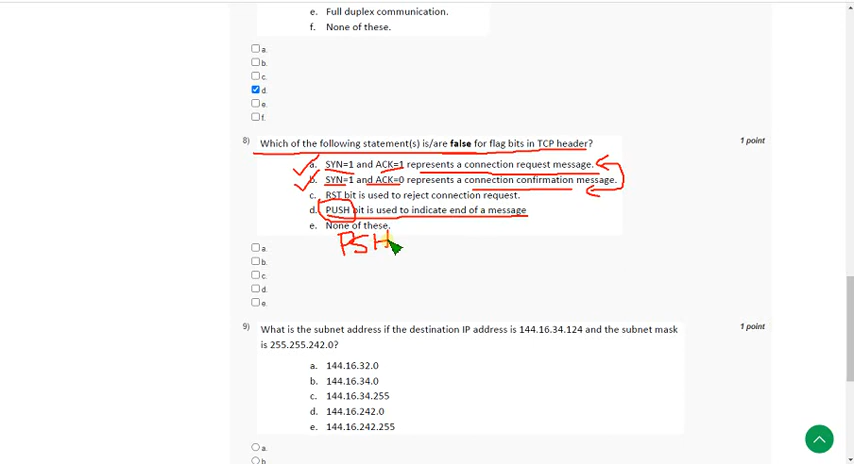 e. Full duplex communication.
f. None of these.
a.
b.
c.
d.
e.
f.
8) Which of the following statement(s) is/are false for flag bits in TCP header? 1 point
a. SYN=1 and ACK=1 represents a connection request message.
b. SYN=1 and ACK=0 represents a connection confirmation message.
c. RST bit is used to reject connection request.
d. PUSH bit is used to indicate end of a message
e. None of these.
PSH
a.
b.
c.
d.
e.
9) What is the subnet address if the destination IP address is 144.16.34.124 and the subnet mask 1 point
is 255.255.242.0?
a. 144.16.32.0
b. 144.16.34.0
c. 144.16.34.255
d. 144.16.242.0
e. 144.16.242.255
a.
b.